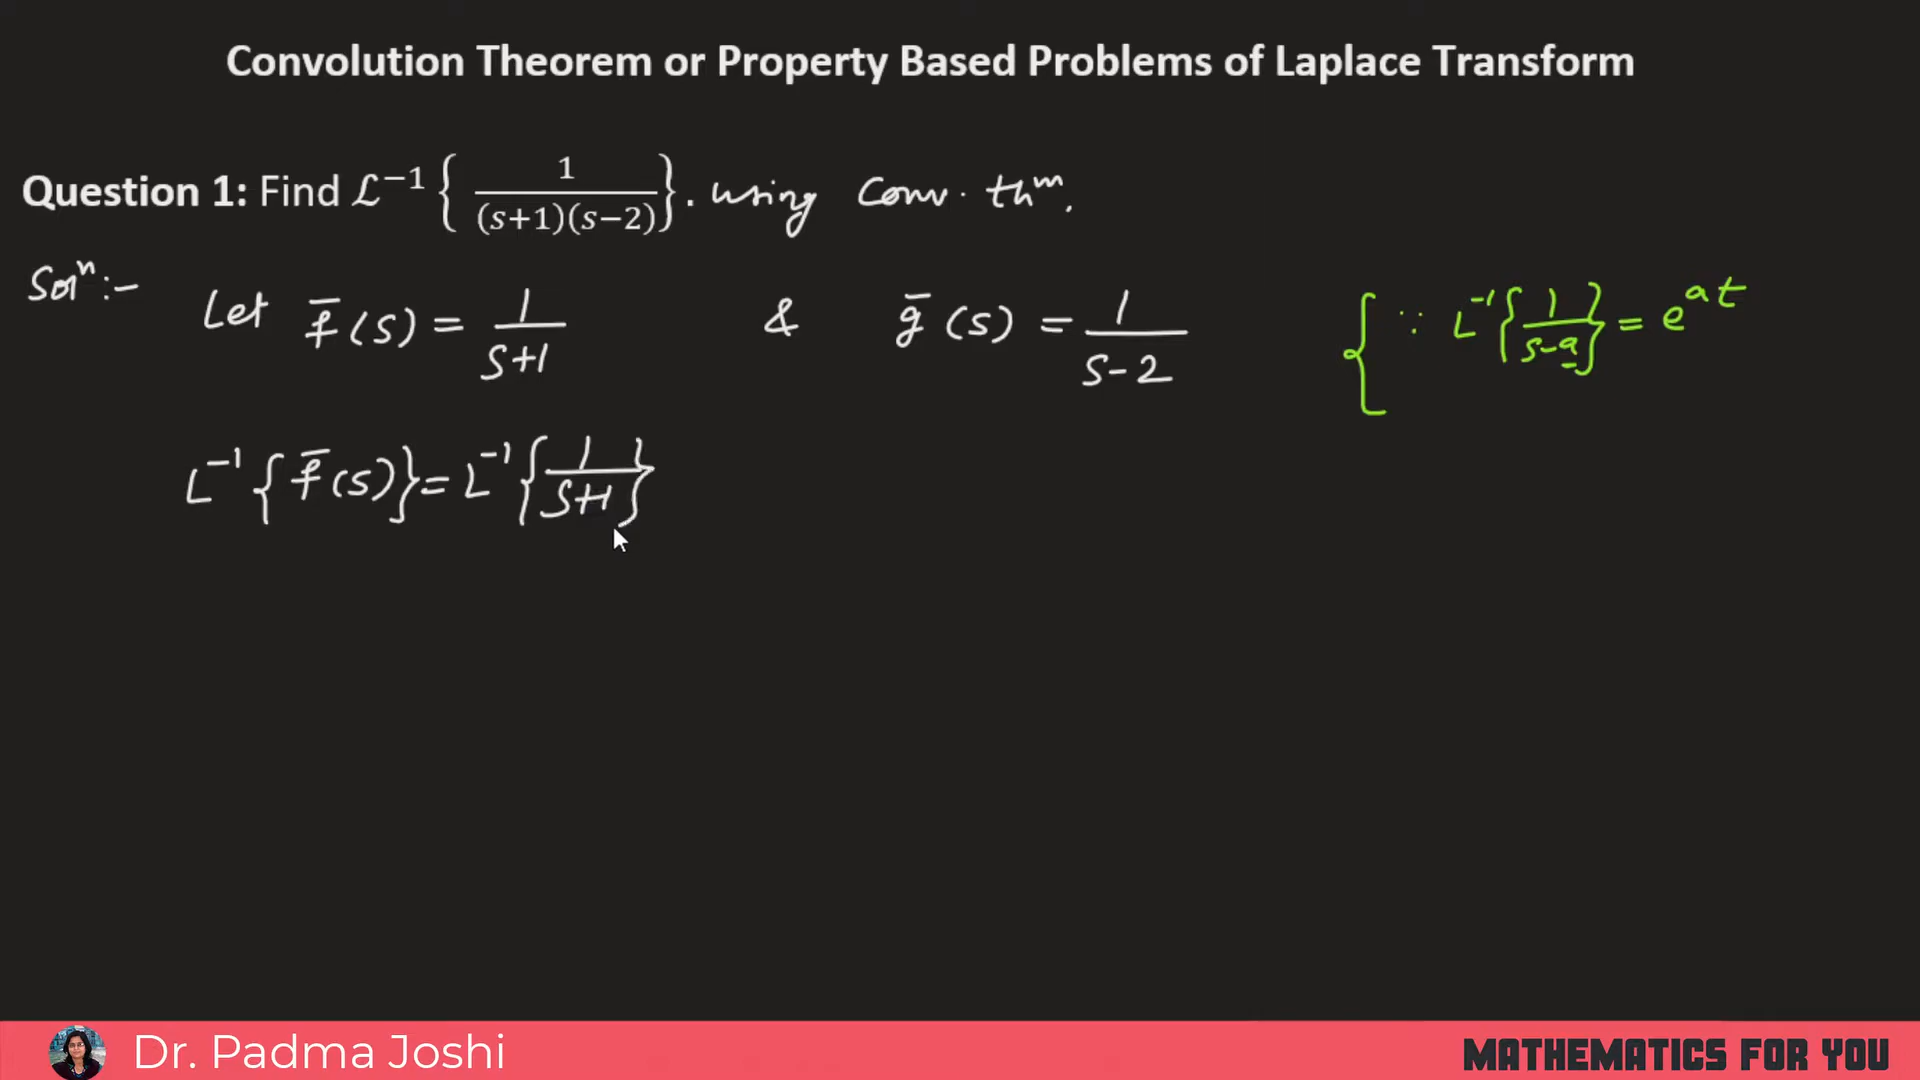 Convolution Theorem or Property Based Problems of Laplace Transform
Question 1: Find ℒ⁻¹ { 1/((s+1)(s−2)) }. using Conv. thᵐ.
Solⁿ:-
Let f̄(s) = 1/(s+1) & ḡ(s) = 1/(s-2) { ∵ L⁻¹{1/(s-a)} = eᵃᵗ
L⁻¹{f̄(s)} = L⁻¹{1/(s+1)}
Dr. Padma Joshi
MATHEMATICS FOR YOU